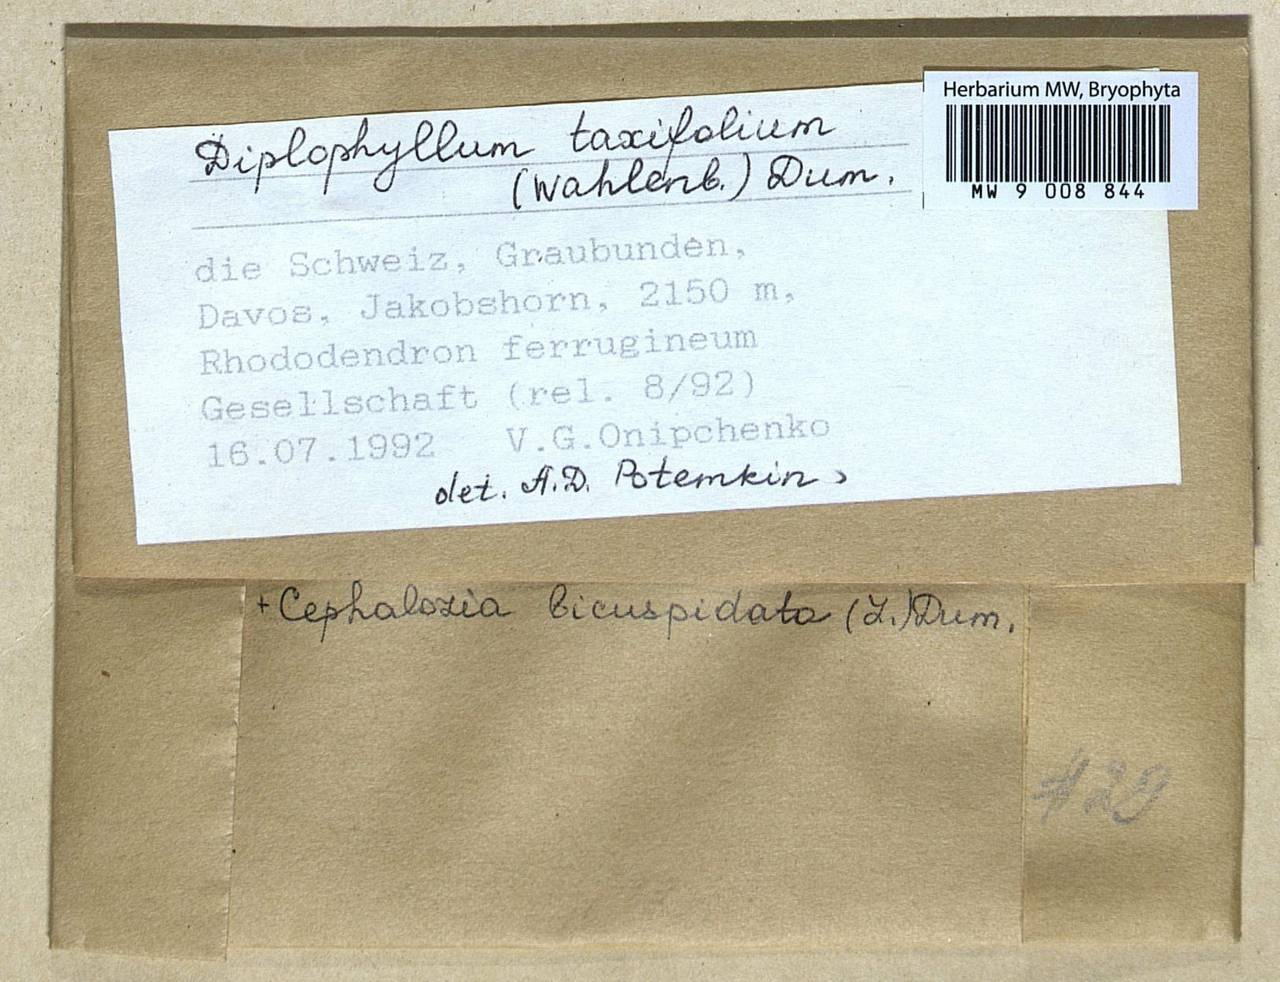 Herbarium MW, Bryophyta
MW 9 008 844
Diplophyllum taxifolium
(Wahlenb.) Dum.
die Schweiz, Graubunden,
Davos, Jakobshorn, 2150 m,
Rhododendron ferrugineum
Gesellschaft (rel. 8/92)
16.07.1992 V.G.Onipchenko
det. A.D. Potemkin
+ Cephalozia bicuspidata (L.) Dum.